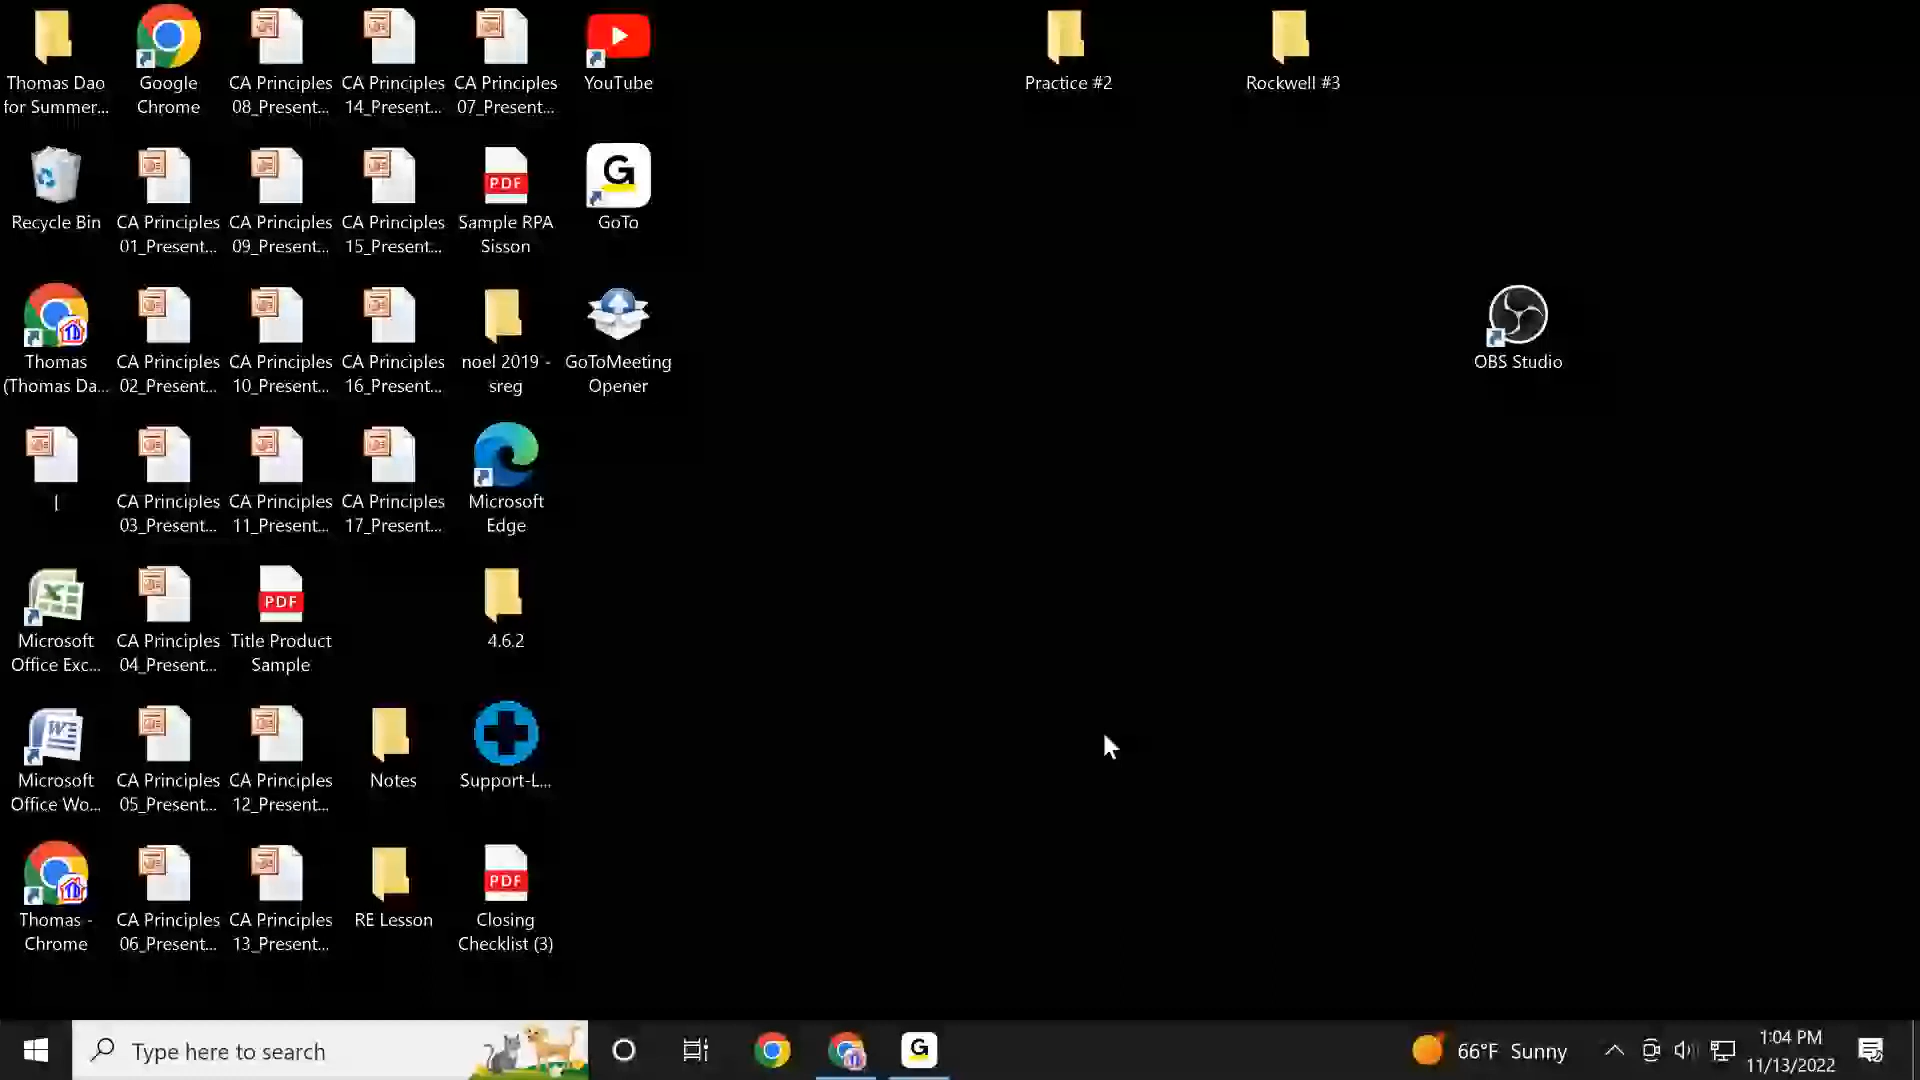 Thomas Dao
for Summer...
Google
Chrome
CA Principles
08_Present...
CA Principles
14_Present...
CA Principles
07_Present...
YouTube
Practice #2
Rockwell #3
Recycle Bin
CA Principles
01_Present...
CA Principles
09_Present...
CA Principles
15_Present...
PDF
Sample RPA
Sisson
G
GoTo
Thomas
(Thomas Da...
CA Principles
02_Present...
CA Principles
10_Present...
CA Principles
16_Present...
noel 2019 -
sreg
GoToMeeting
Opener
OBS Studio
[
CA Principles
03_Present...
CA Principles
11_Present...
CA Principles
17_Present...
Microsoft
Edge
Microsoft
Office Exc...
CA Principles
04_Present...
PDF
Title Product
Sample
4.6.2
Microsoft
Office Wo...
CA Principles
05_Present...
CA Principles
12_Present...
Notes
Support-L...
Thomas -
Chrome
CA Principles
06_Present...
CA Principles
13_Present...
RE Lesson
PDF
Closing
Checklist (3)
Type here to search
G
66°F Sunny
1:04 PM
11/13/2022